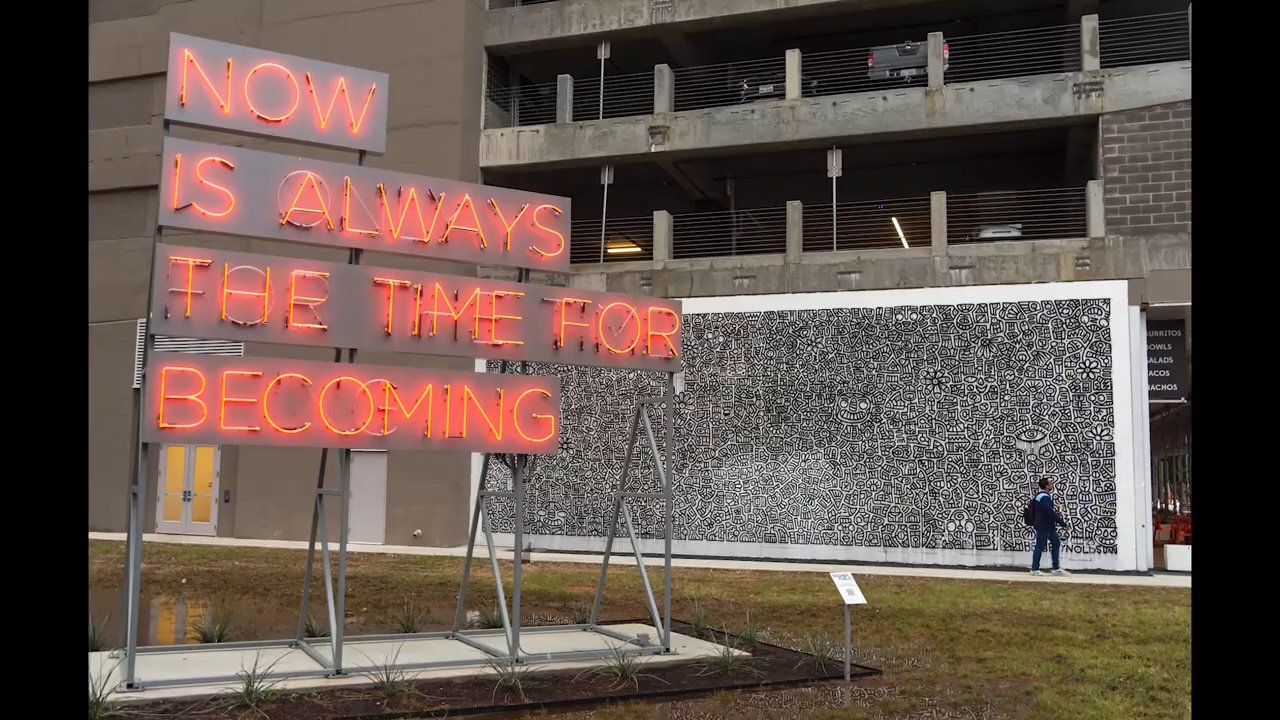 NOW
IS ALWAYS
THE TIME FOR
BECOMING
BURRITOS
BOWLS
SALADS
TACOS
NACHOS